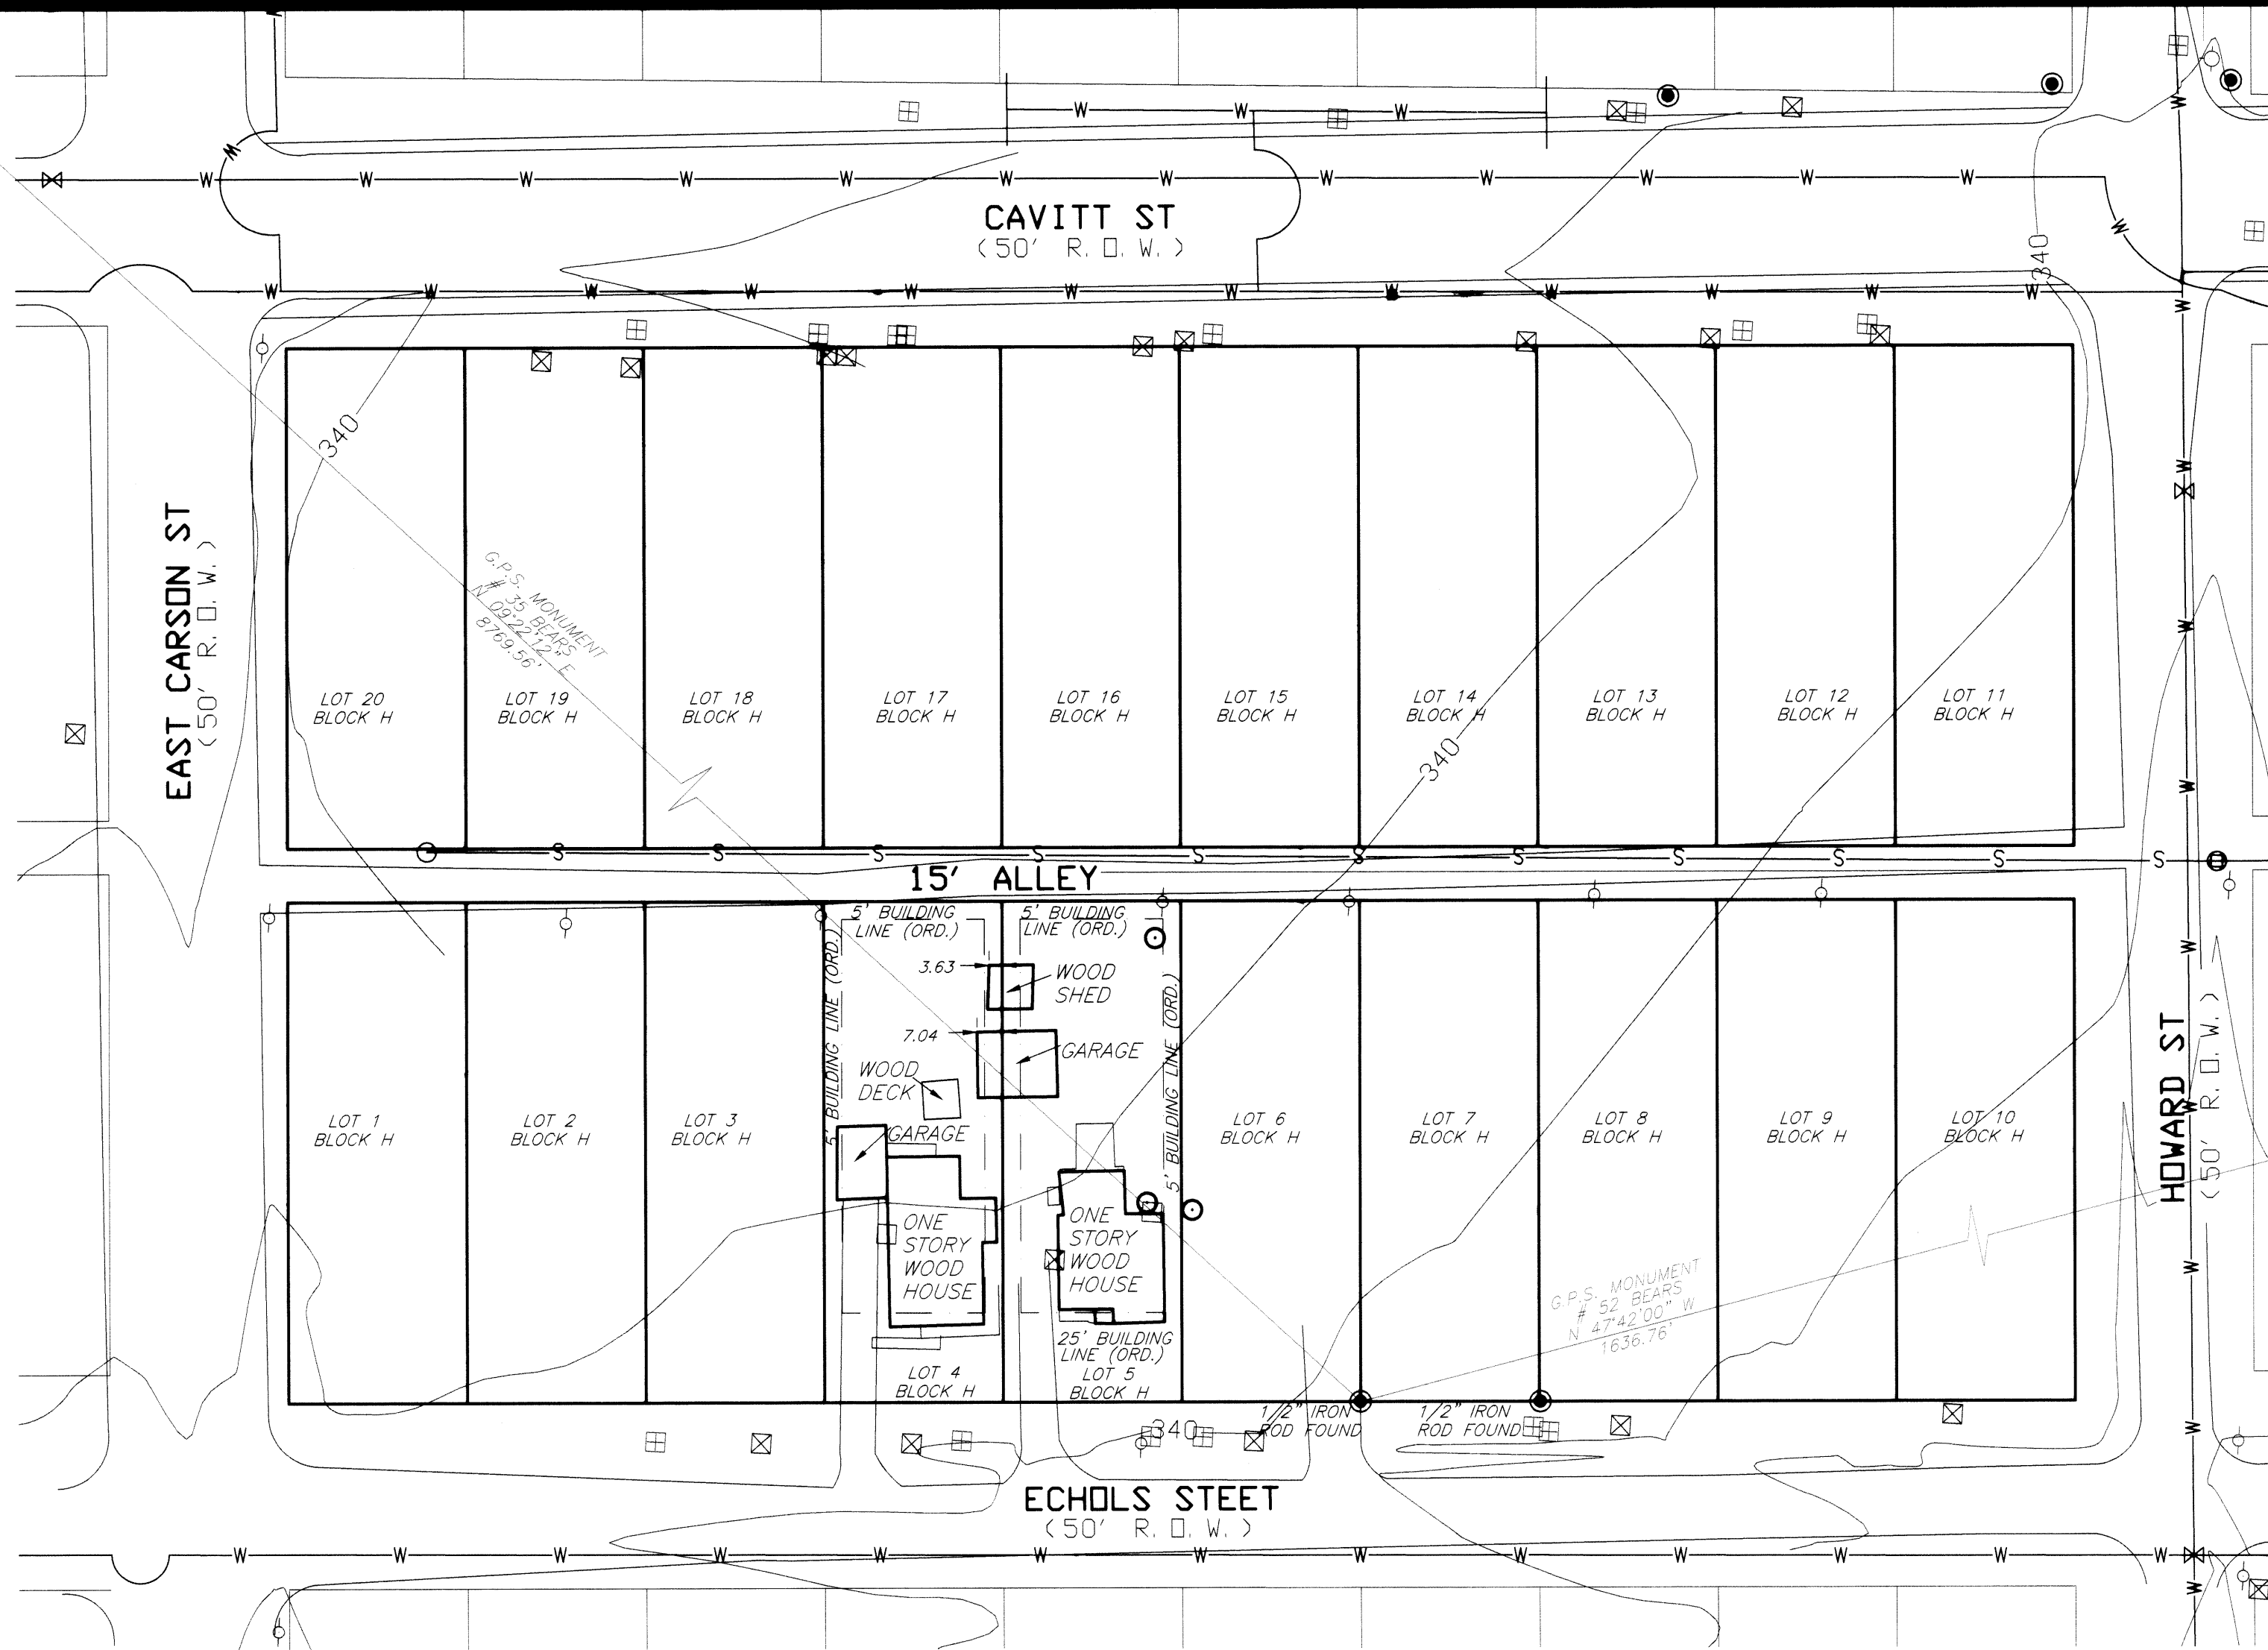 CAVITT ST
(50' R.O.W.)
340
340
EAST CARSON ST
(50' R.O.W.)
G.P.S. MONUMENT
# 35 BEARS
N 09°22'12" E
8769.56'
LOT 20
BLOCK H
LOT 19
BLOCK H
LOT 18
BLOCK H
LOT 17
BLOCK H
LOT 16
BLOCK H
LOT 15
BLOCK H
LOT 14
BLOCK H
LOT 13
BLOCK H
LOT 12
BLOCK H
LOT 11
BLOCK H
340
W W W
W W W W W W W W W W W W
W W W W W W W W W W W W
S S S S S S S S S S S
15' ALLEY
5' BUILDING
LINE (ORD.)
5' BUILDING
LINE (ORD.)
5' BUILDING LINE (ORD.)
5' BUILDING LINE (ORD.)
3.63
WOOD
SHED
7.04
GARAGE
WOOD
DECK
GARAGE
LOT 1
BLOCK H
LOT 2
BLOCK H
LOT 3
BLOCK H
LOT 6
BLOCK H
LOT 7
BLOCK H
LOT 8
BLOCK H
LOT 9
BLOCK H
LOT 10
BLOCK H
HOWARD ST
(50' R.O.W.)
ONE
STORY
WOOD
HOUSE
ONE
STORY
WOOD
HOUSE
G.P.S. MONUMENT
# 52 BEARS
N 47°42'00" W
1636.76'
25' BUILDING
LINE (ORD.)
LOT 4
BLOCK H
LOT 5
BLOCK H
1/2" IRON
ROD FOUND
1/2" IRON
ROD FOUND
340
ECHOLS STEET
(50' R.O.W.)
W W W W W W W W W W W W W